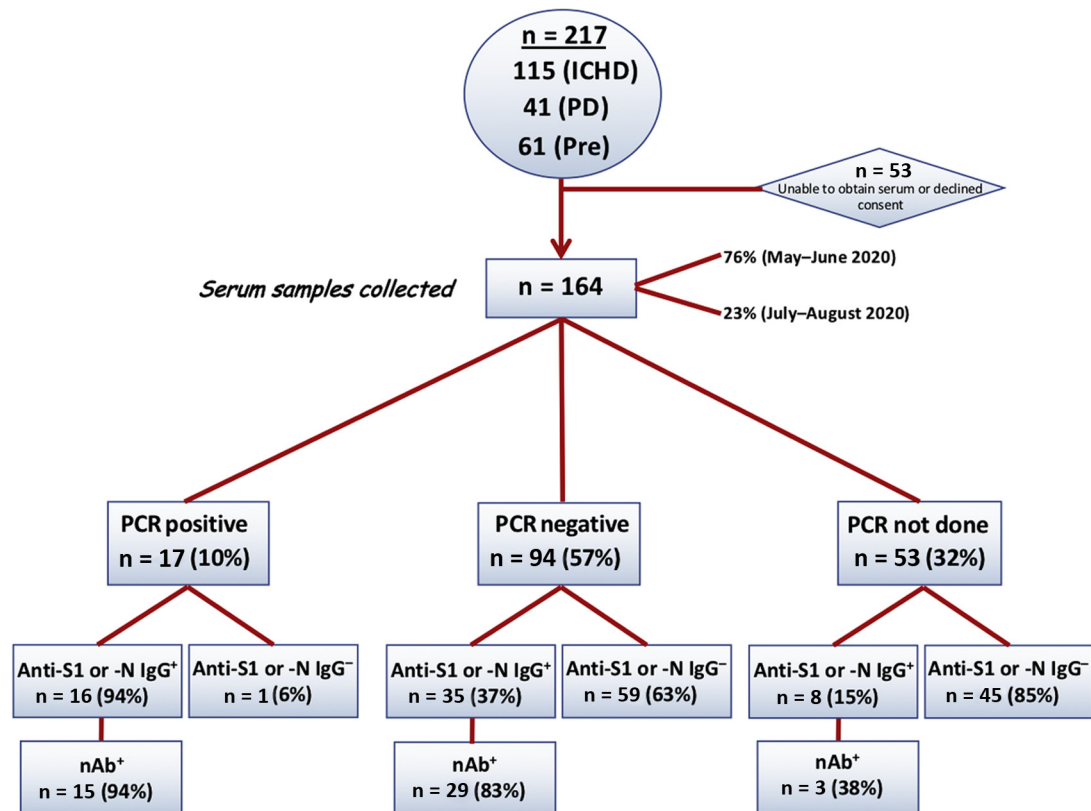 n = 217
115 (ICHD)
41 (PD)
61 (Pre)
n = 53
Unable to obtain serum or declined
consent
Serum samples collected
n = 164
76% (May–June 2020)
23% (July–August 2020)
PCR positive
n = 17 (10%)
PCR negative
n = 94 (57%)
PCR not done
n = 53 (32%)
Anti-S1 or -N IgG⁺
n = 16 (94%)
Anti-S1 or -N IgG⁻
n = 1 (6%)
Anti-S1 or -N IgG⁺
n = 35 (37%)
Anti-S1 or -N IgG⁻
n = 59 (63%)
Anti-S1 or -N IgG⁺
n = 8 (15%)
Anti-S1 or -N IgG⁻
n = 45 (85%)
nAb⁺
n = 15 (94%)
nAb⁺
n = 29 (83%)
nAb⁺
n = 3 (38%)